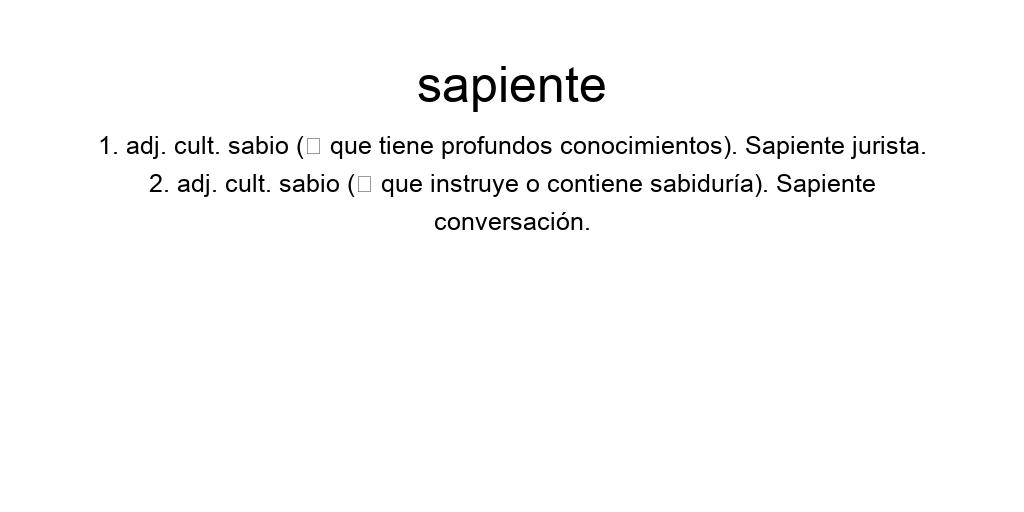 sapiente
1. adj. cult. sabio (▯ que tiene profundos conocimientos). Sapiente jurista.
2. adj. cult. sabio (▯ que instruye o contiene sabiduría). Sapiente
conversación.